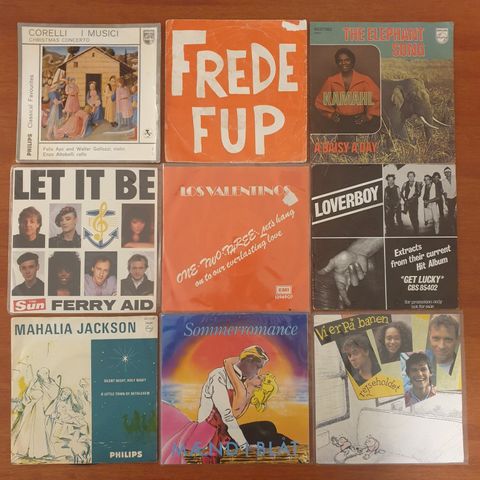 CORELLI I MUSICI
CHRISTMAS CONCERTO
PHILIPS Classical Favourites
Felix Ayo and Walter Gallozzi, violin
Enzo Altobelli cello
FREDE
FUP
THE ELEPHANT
SONG
KAMAHL
A DAISY A DAY
LET IT BE
The Sun FERRY AID
LOS VALENTINOS
ONE·TWO·THREE·Let's hang
on to our everlasting love
EMI
LOVERBOY
Extracts
from their current
Hit Album
"GET LUCKY"
CBS 85402
for promotion only
not for sale
MAHALIA JACKSON
SILENT NIGHT, HOLY NIGHT
O LITTLE TOWN OF BETHLEHEM
PHILIPS
Sommerromance
MAND I BLÅT
Vi er På banen
rejseholdet